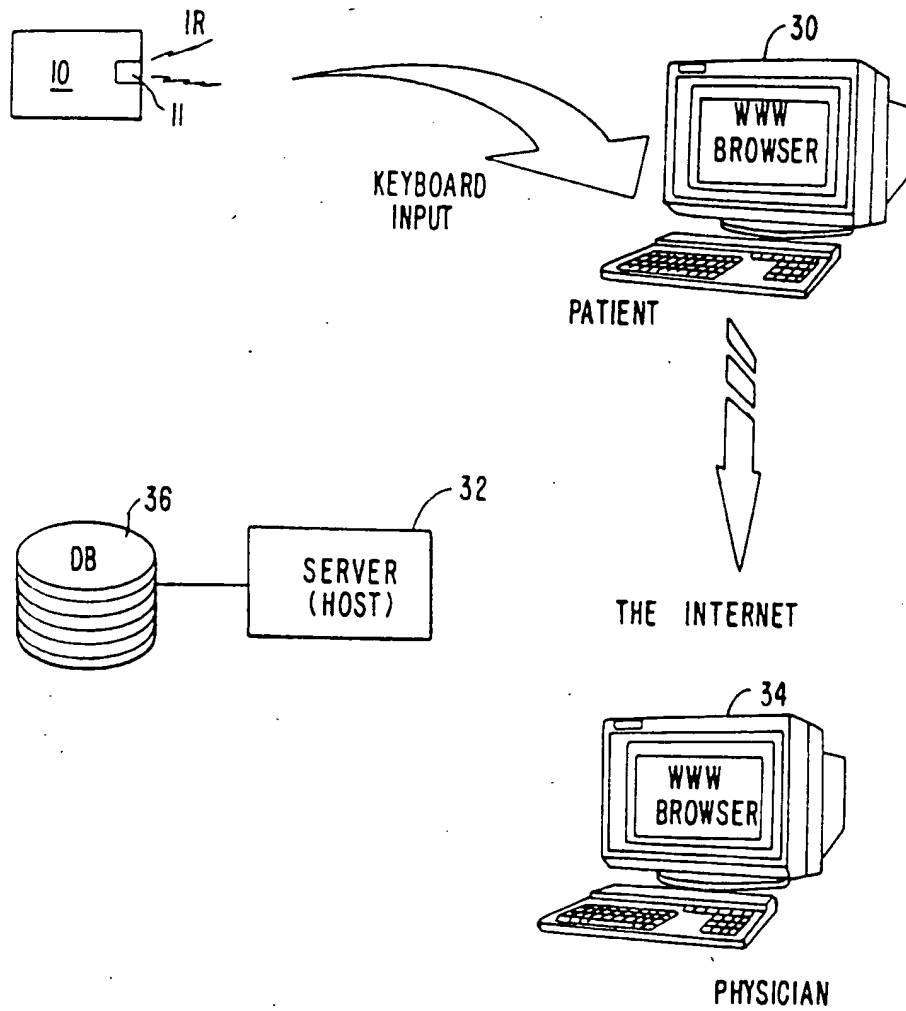 IR
10
11
30
WWW
BROWSER
KEYBOARD
INPUT
PATIENT
36
DB
32
SERVER
(HOST)
THE INTERNET
34
WWW
BROWSER
PHYSICIAN